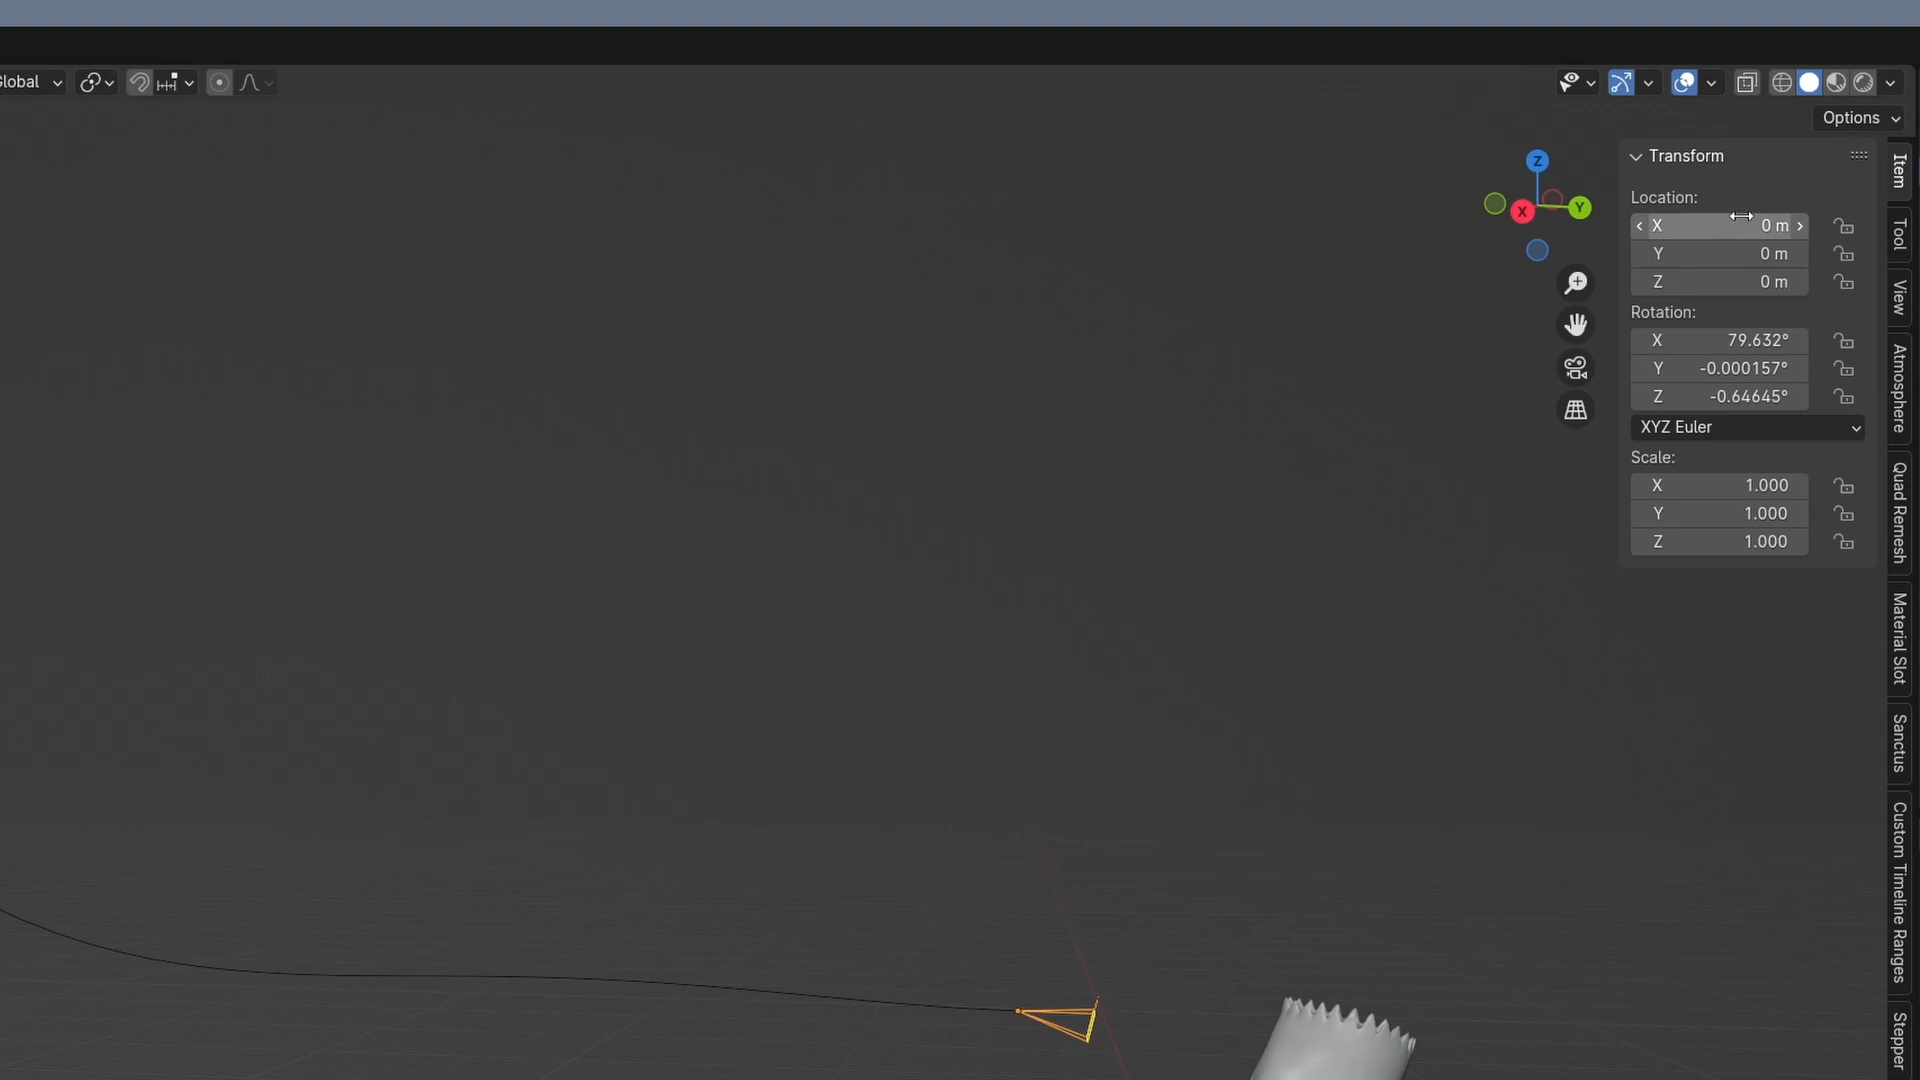 Global
Options
Transform
Location:
X 0 m
Y 0 m
Z 0 m
Rotation:
X 79.632°
Y -0.000157°
Z -0.64645°
XYZ Euler
Scale:
X 1.000
Y 1.000
Z 1.000
Z
X
Y
Item
Tool
View
Atmosphere
Quad Remesh
Material Slot
Sanctus
Custom Timeline Ranges
Stepper